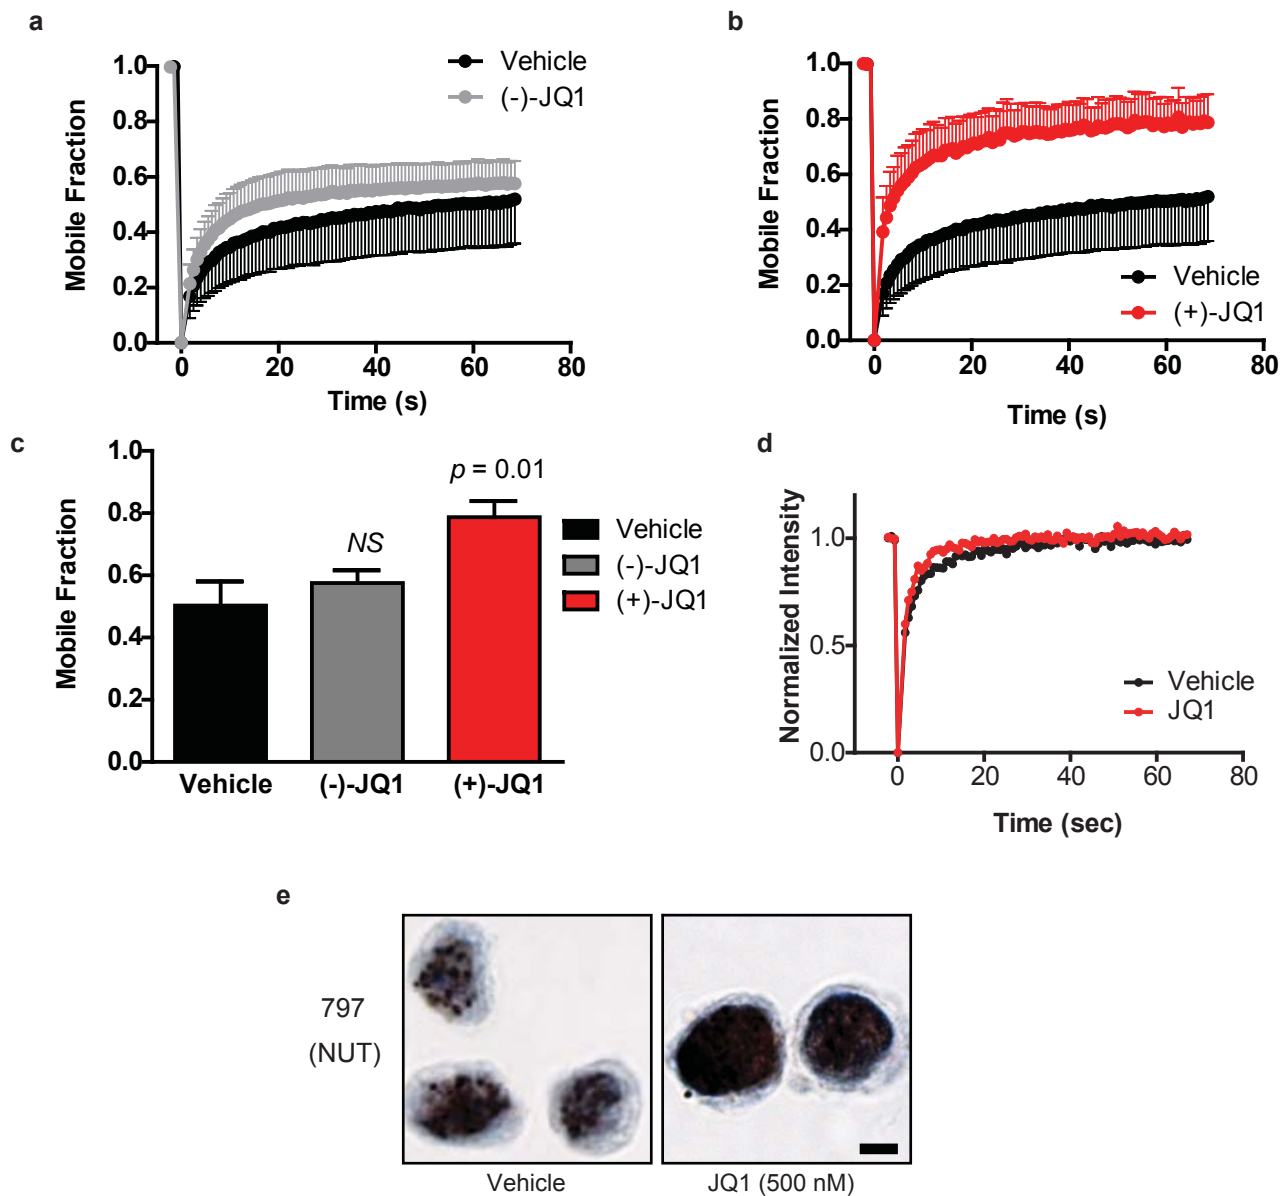 a
Vehicle
(-)-JQ1
1.0
0.8
0.6
0.4
0.2
0.0
Mobile Fraction
0 20 40 60 80
Time (s)
b
1.0
0.8
0.6
0.4
0.2
0.0
Mobile Fraction
Vehicle
(+)-JQ1
0 20 40 60 80
Time (s)
c
1.0
0.8
0.6
0.4
0.2
0.0
Mobile Fraction
NS
p = 0.01
Vehicle
(-)-JQ1
(+)-JQ1
Vehicle (-)-JQ1 (+)-JQ1
d
1.0
0.5
0.0
Normalized Intensity
Vehicle
JQ1
0 20 40 60 80
Time (sec)
e
797
(NUT)
Vehicle JQ1 (500 nM)